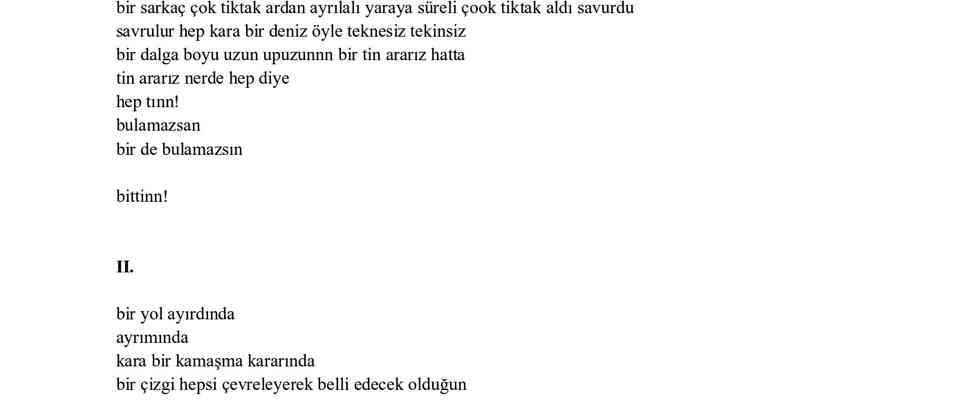 bir sarkaç çok tiktak ardan ayrılalı yaraya süreli çook tiktak aldı savurdu
savrulur hep kara bir deniz öyle teknesiz tekinsiz
bir dalga boyu uzun upuzunnn bir tin ararız hatta
tin ararız nerde hep diye
hep tınn!
bulamazsan
bir de bulamazsın
bittinn!
II.
bir yol ayırdında
ayrımında
kara bir kamaşma kararında
bir çizgi hepsi çevreleyerek belli edecek olduğun